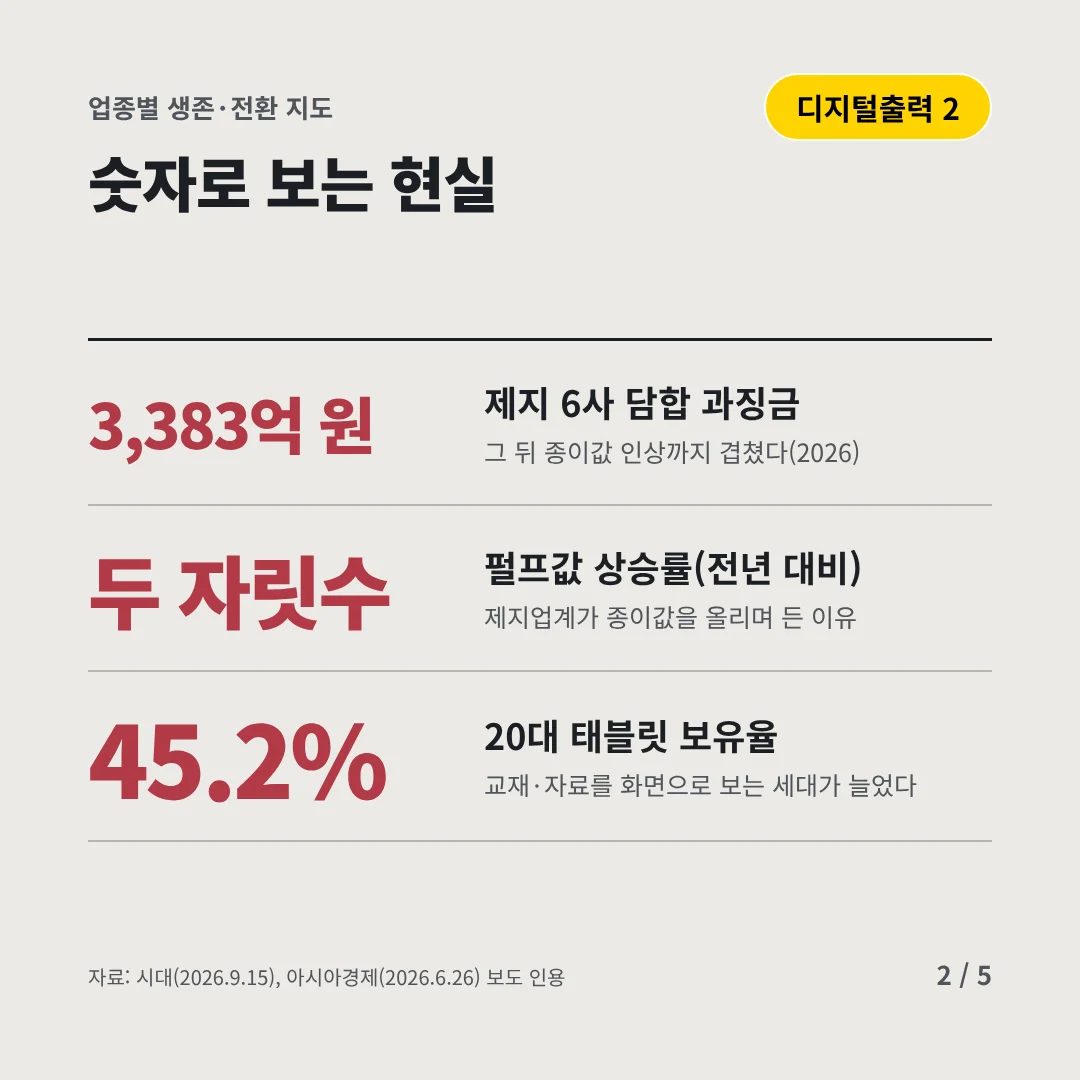 업종별 생존·전환 지도
디지털출력 2
숫자로 보는 현실
3,383억 원
제지 6사 담합 과징금
그 뒤 종이값 인상까지 겹쳤다(2026)
두 자릿수
펄프값 상승률(전년 대비)
제지업계가 종이값을 올리며 든 이유
45.2%
20대 태블릿 보유율
교재·자료를 화면으로 보는 세대가 늘었다
자료: 시대(2026.9.15), 아시아경제(2026.6.26) 보도 인용
2 / 5